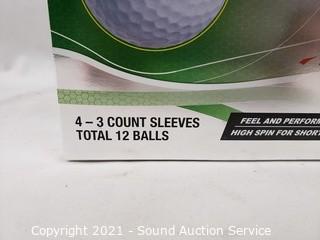 4 – 3 COUNT SLEEVES
TOTAL 12 BALLS
FEEL AND PERFORM
HIGH SPIN FOR SHORT
Copyright 2021 - Sound Auction Service